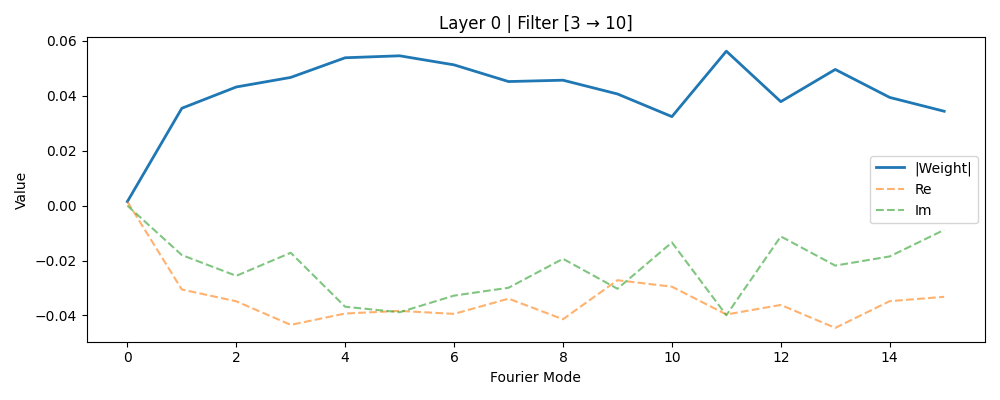 Layer 0 | Filter [3 → 10]
0.06
0.04
0.02
0.00
−0.02
−0.04
Value
|Weight|
Re
Im
0 2 4 6 8 10 12 14
Fourier Mode